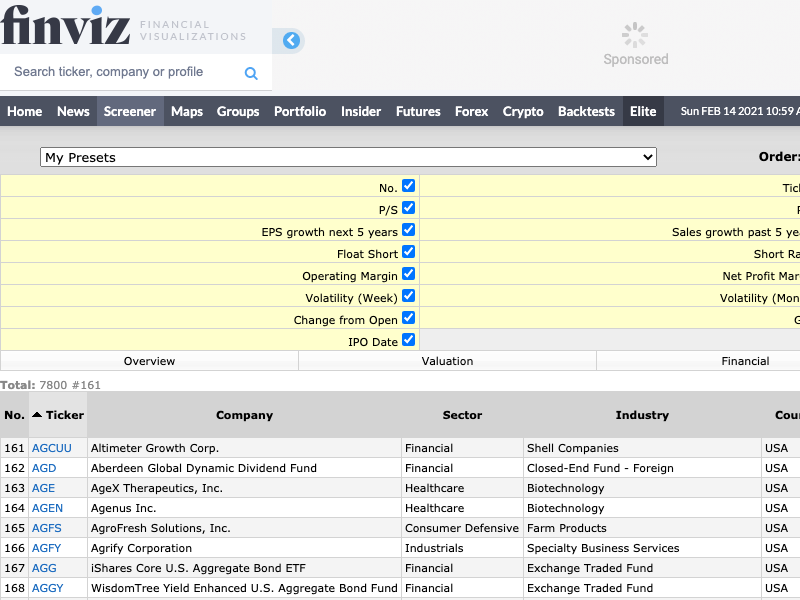 finviz FINANCIAL VISUALIZATIONS
Search ticker, company or profile
Sponsored
Home News Screener Maps Groups Portfolio Insider Futures Forex Crypto Backtests Elite Sun FEB 14 2021 10:59 A
My Presets Order:
No. Tic
P/S
EPS growth next 5 years Sales growth past 5 yea
Float Short Short Ra
Operating Margin Net Profit Mar
Volatility (Week) Volatility (Mon
Change from Open G
IPO Date
Overview Valuation Financial
Total: 7800 #161
No. Ticker Company Sector Industry Cou
161 AGCUU Altimeter Growth Corp. Financial Shell Companies USA
162 AGD Aberdeen Global Dynamic Dividend Fund Financial Closed-End Fund - Foreign USA
163 AGE AgeX Therapeutics, Inc. Healthcare Biotechnology USA
164 AGEN Agenus Inc. Healthcare Biotechnology USA
165 AGFS AgroFresh Solutions, Inc. Consumer Defensive Farm Products USA
166 AGFY Agrify Corporation Industrials Specialty Business Services USA
167 AGG iShares Core U.S. Aggregate Bond ETF Financial Exchange Traded Fund USA
168 AGGY WisdomTree Yield Enhanced U.S. Aggregate Bond Fund Financial Exchange Traded Fund USA